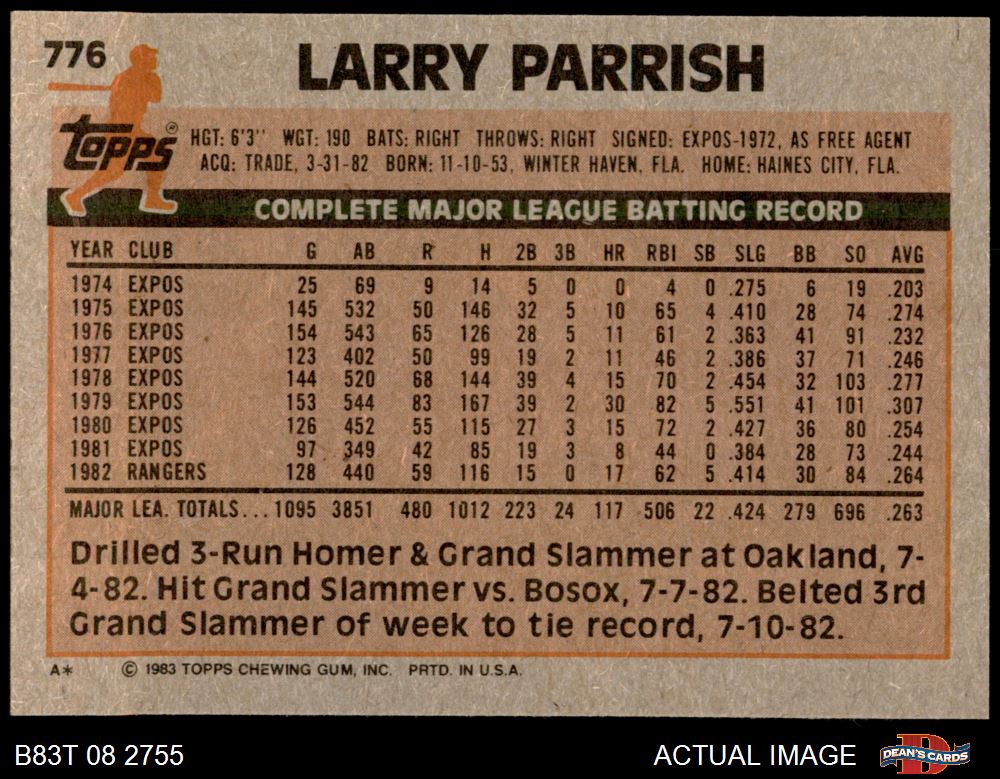 776 LARRY PARRISH
Topps® HGT: 6'3" WGT: 190 BATS: RIGHT THROWS: RIGHT SIGNED: EXPOS-1972, AS FREE AGENT
ACQ: TRADE, 3-31-82 BORN: 11-10-53, WINTER HAVEN, FLA. HOME: HAINES CITY, FLA.
COMPLETE MAJOR LEAGUE BATTING RECORD
YEAR CLUB G AB R H 2B 3B HR RBI SB SLG BB SO AVG
1974 EXPOS 25 69 9 14 5 0 0 4 0 .275 6 19 .203
1975 EXPOS 145 532 50 146 32 5 10 65 4 .410 28 74 .274
1976 EXPOS 154 543 65 126 28 5 11 61 2 .363 41 91 .232
1977 EXPOS 123 402 50 99 19 2 11 46 2 .386 37 71 .246
1978 EXPOS 144 520 68 144 39 4 15 70 2 .454 32 103 .277
1979 EXPOS 153 544 83 167 39 2 30 82 5 .551 41 101 .307
1980 EXPOS 126 452 55 115 27 3 15 72 2 .427 36 80 .254
1981 EXPOS 97 349 42 85 19 3 8 44 0 .384 28 73 .244
1982 RANGERS 128 440 59 116 15 0 17 62 5 .414 30 84 .264
MAJOR LEA. TOTALS... 1095 3851 480 1012 223 24 117 506 22 .424 279 696 .263
Drilled 3-Run Homer & Grand Slammer at Oakland, 7-
4-82. Hit Grand Slammer vs. Bosox, 7-7-82. Belted 3rd
Grand Slammer of week to tie record, 7-10-82.
A* © 1983 TOPPS CHEWING GUM, INC. PRTD. IN U.S.A.
B83T 08 2755 ACTUAL IMAGE DEAN'S CARDS